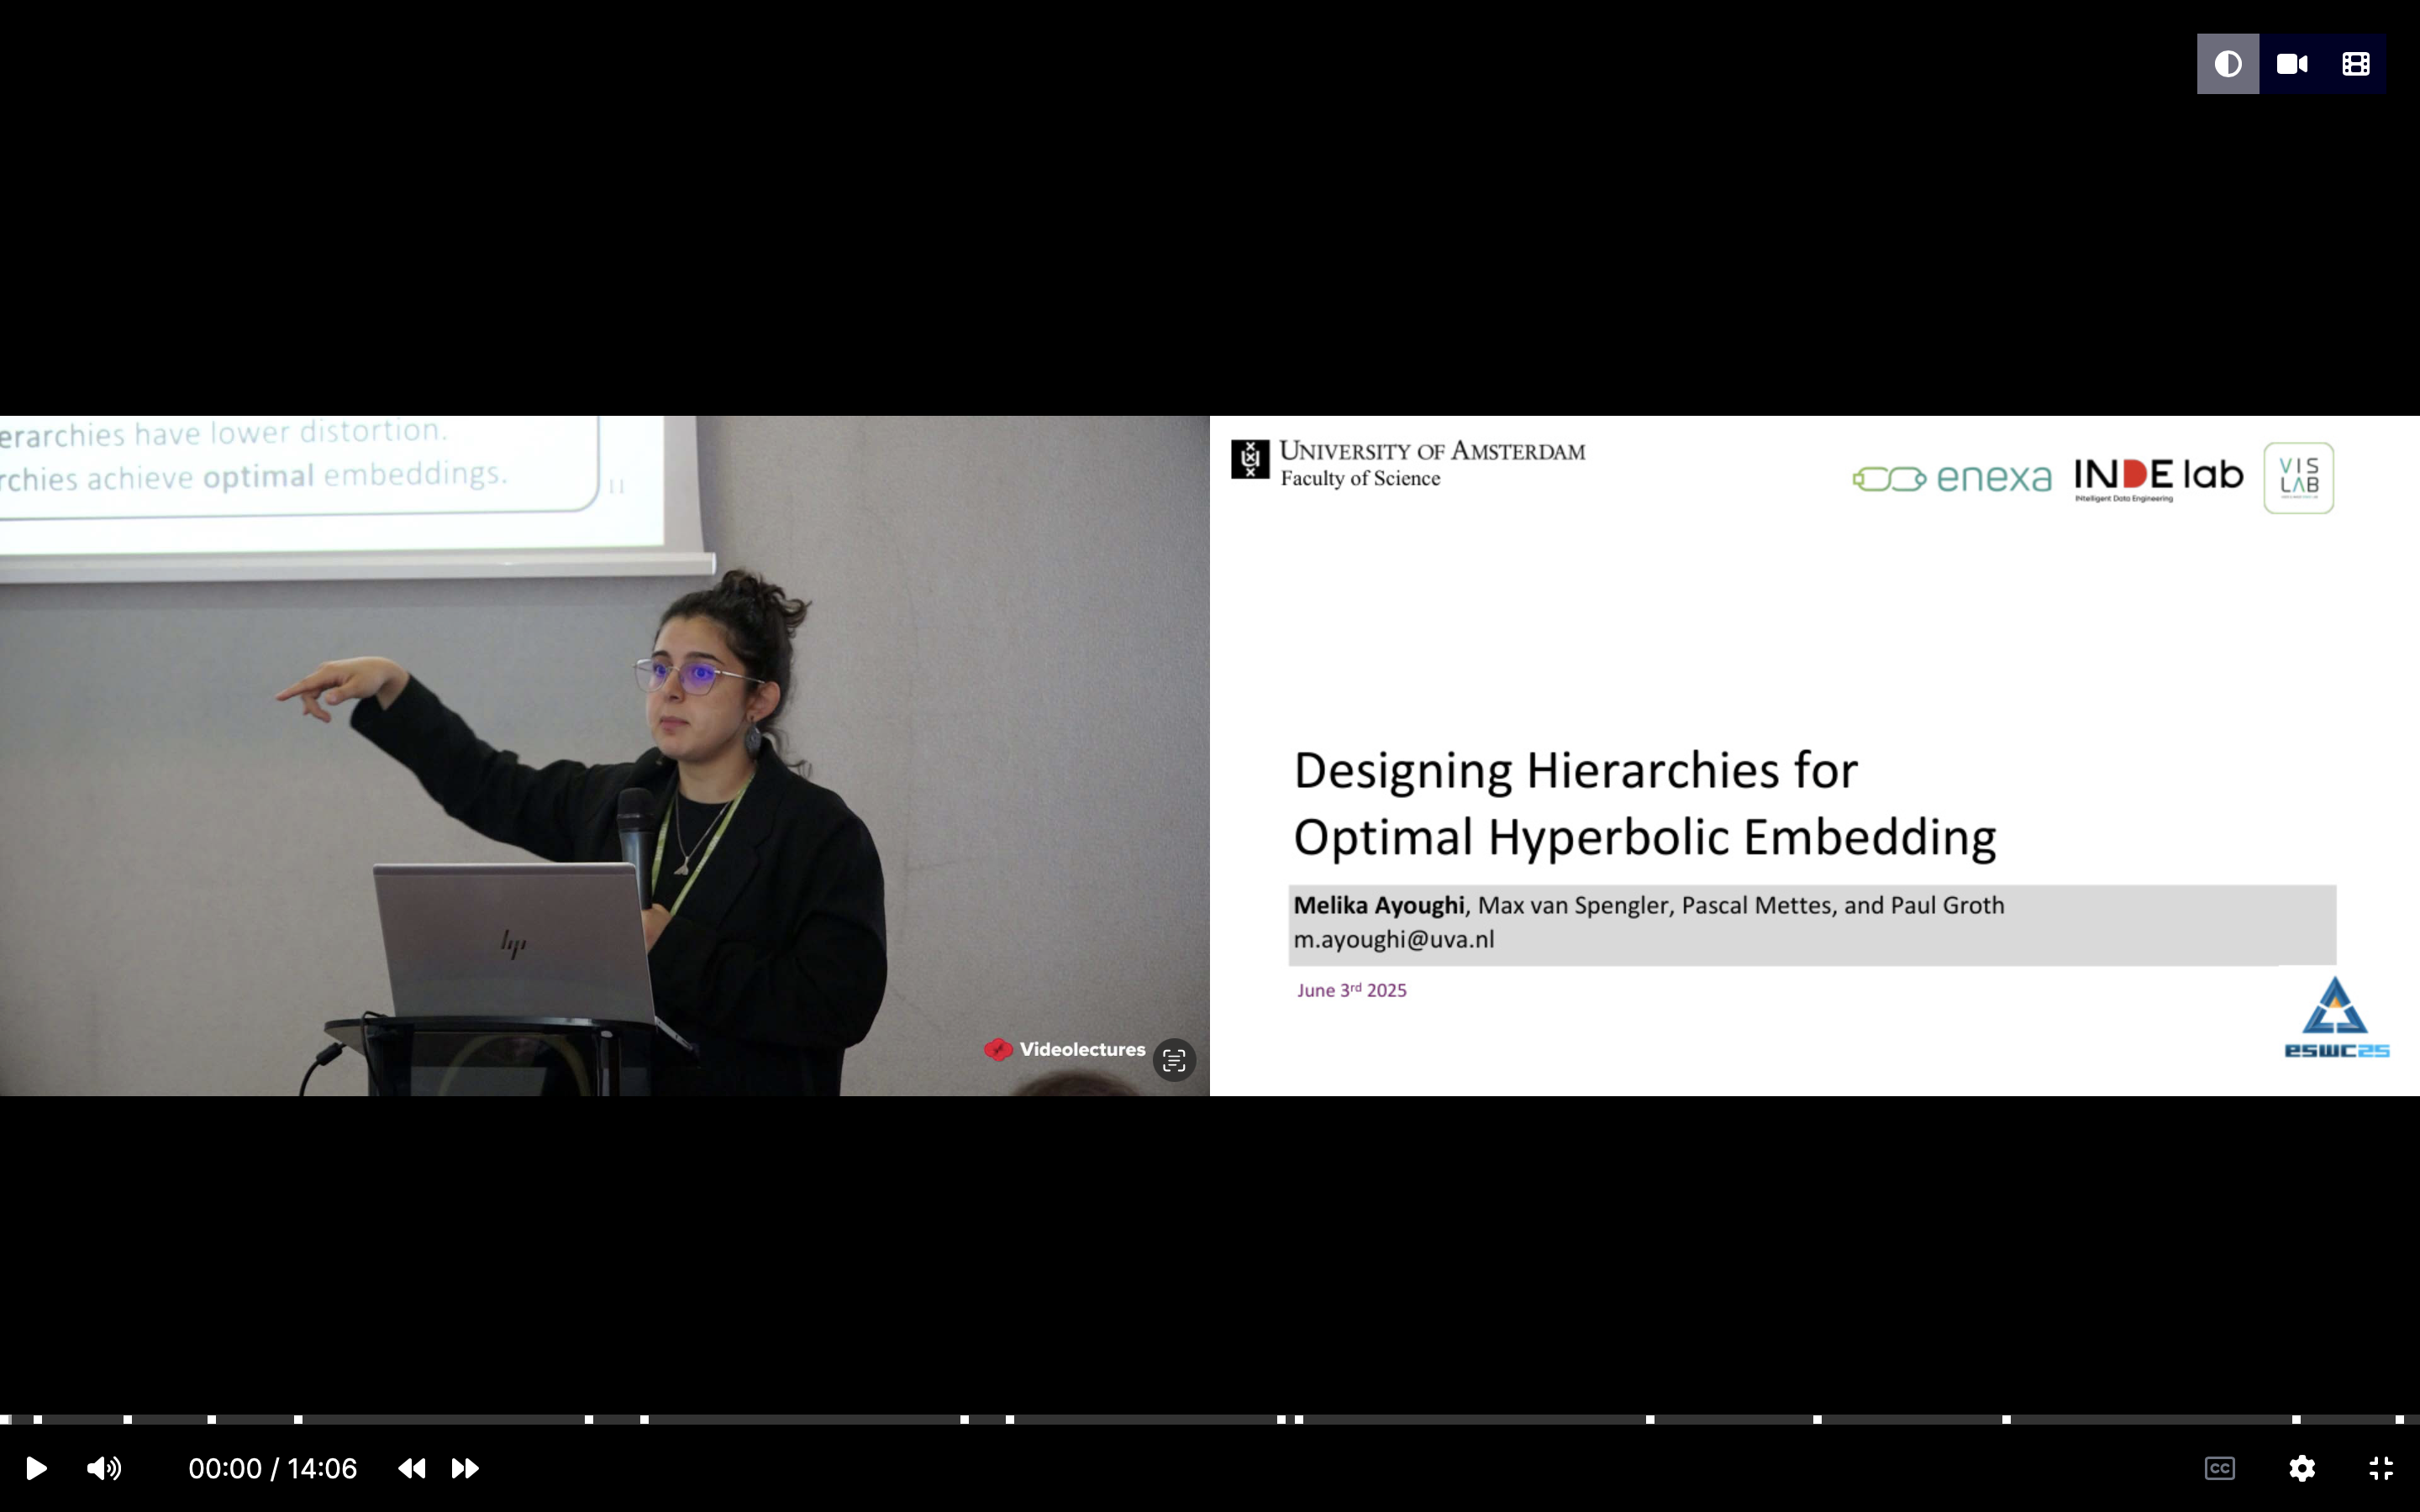 erarchies have lower distortion.
rchies achieve optimal embeddings.
11
hp
Videolectures
UNIVERSITY OF AMSTERDAM
Faculty of Science
enexa
INDE lab
INtelligent Data Engineering
VIS
LAB
Designing Hierarchies for
Optimal Hyperbolic Embedding
Melika Ayoughi, Max van Spengler, Pascal Mettes, and Paul Groth
m.ayoughi@uva.nl
June 3rd 2025
ESWC25
00:00 / 14:06
CC